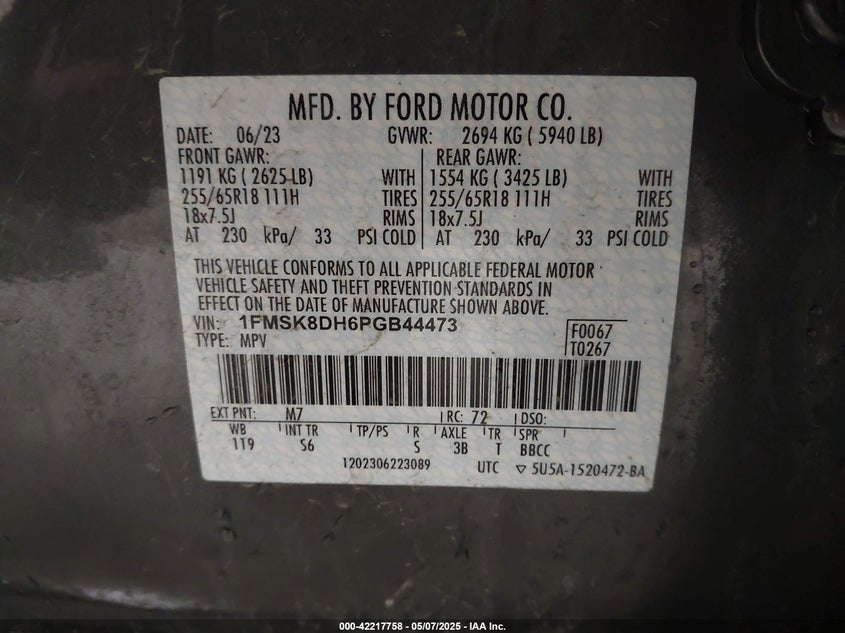 MFD. BY FORD MOTOR CO.
DATE: 06/23 GVWR: 2694 KG ( 5940 LB)
FRONT GAWR: REAR GAWR:
1191 KG ( 2625 LB) WITH 1554 KG ( 3425 LB) WITH
255/65R18 111H TIRES 255/65R18 111H TIRES
18x7.5J RIMS 18x7.5J RIMS
AT 230 kPa/ 33 PSI COLD AT 230 kPa/ 33 PSI COLD
THIS VEHICLE CONFORMS TO ALL APPLICABLE FEDERAL MOTOR
VEHICLE SAFETY AND THEFT PREVENTION STANDARDS IN
EFFECT ON THE DATE OF MANUFACTURE SHOWN ABOVE.
VIN: 1FMSK8DH6PGB44473 F0067
TYPE: MPV T0267
EXT PNT: M7 RC: 72 DSO:
WB INT TR TP/PS R AXLE TR SPR
119 S6 S 3B T BBCC
1202306223089 UTC ▽ 5U5A-1520472-BA
000-42217758 - 05/07/2025 - IAA Inc.